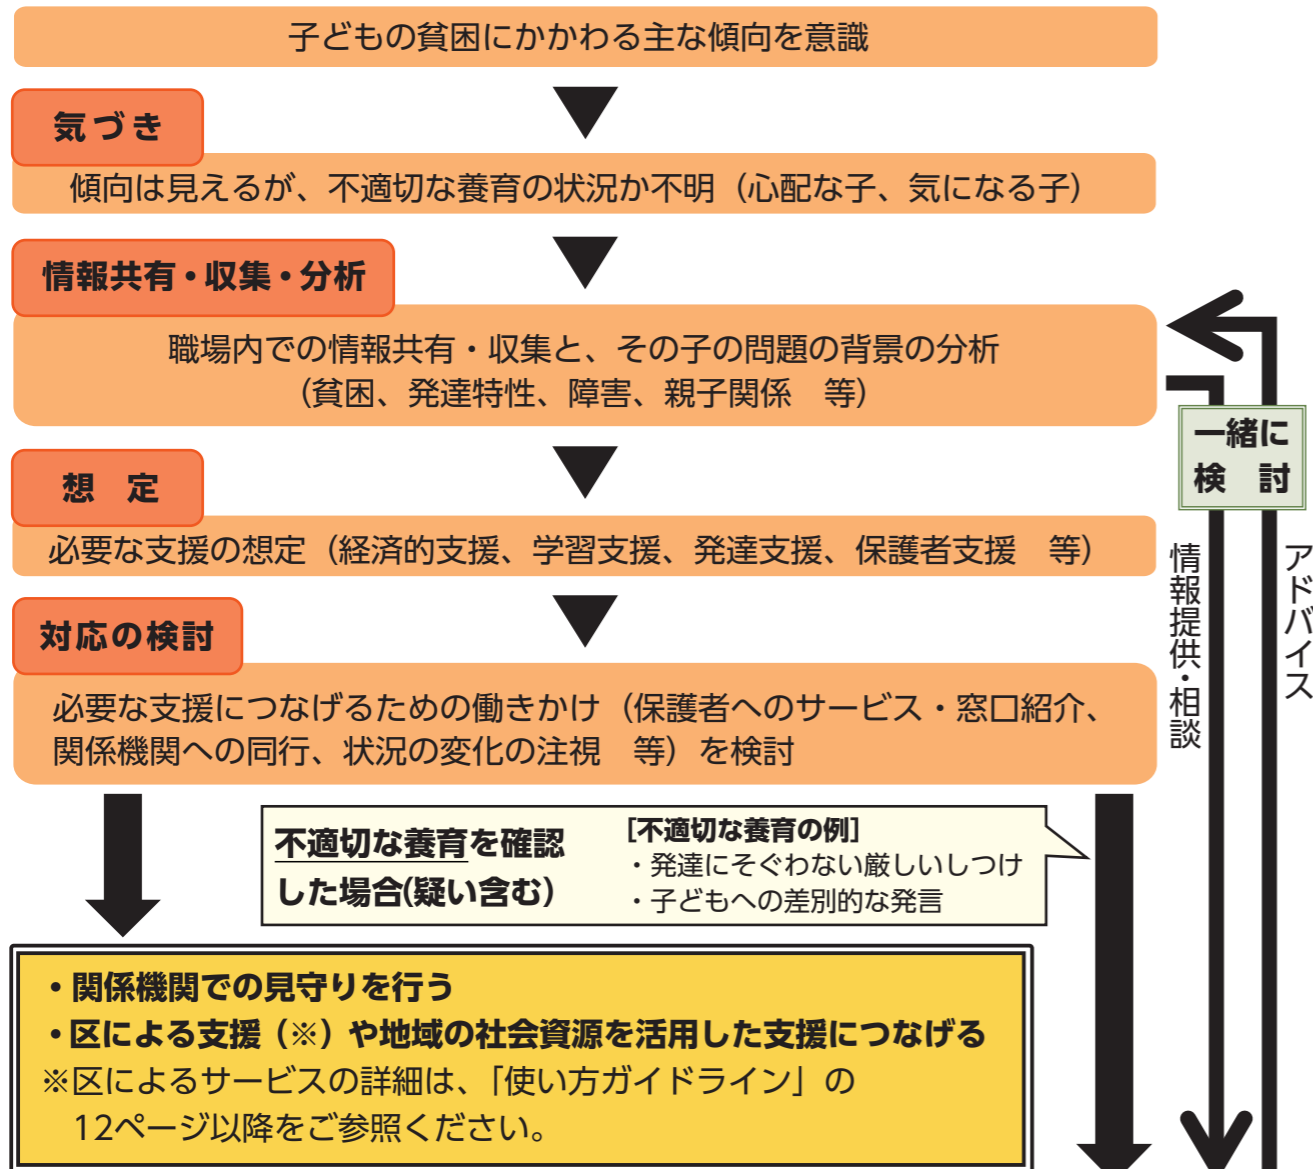 子どもの貧困にかかわる主な傾向を意識
気づき
傾向は見えるが、不適切な養育の状況か不明（心配な子、気になる子）
情報共有・収集・分析
職場内での情報共有・収集と、その子の問題の背景の分析
（貧困、発達特性、障害、親子関係　等）
一緒に
検　討
想　定
必要な支援の想定（経済的支援、学習支援、発達支援、保護者支援　等）
情報提供・相談
アドバイス
対応の検討
必要な支援につなげるための働きかけ（保護者へのサービス・窓口紹介、
関係機関への同行、状況の変化の注視　等）を検討
不適切な養育を確認
した場合(疑い含む)
［不適切な養育の例］
・発達にそぐわない厳しいしつけ
・子どもへの差別的な発言
・関係機関での見守りを行う
・区による支援（※）や地域の社会資源を活用した支援につなげる
※区によるサービスの詳細は、「使い方ガイドライン」の
12ページ以降をご参照ください。